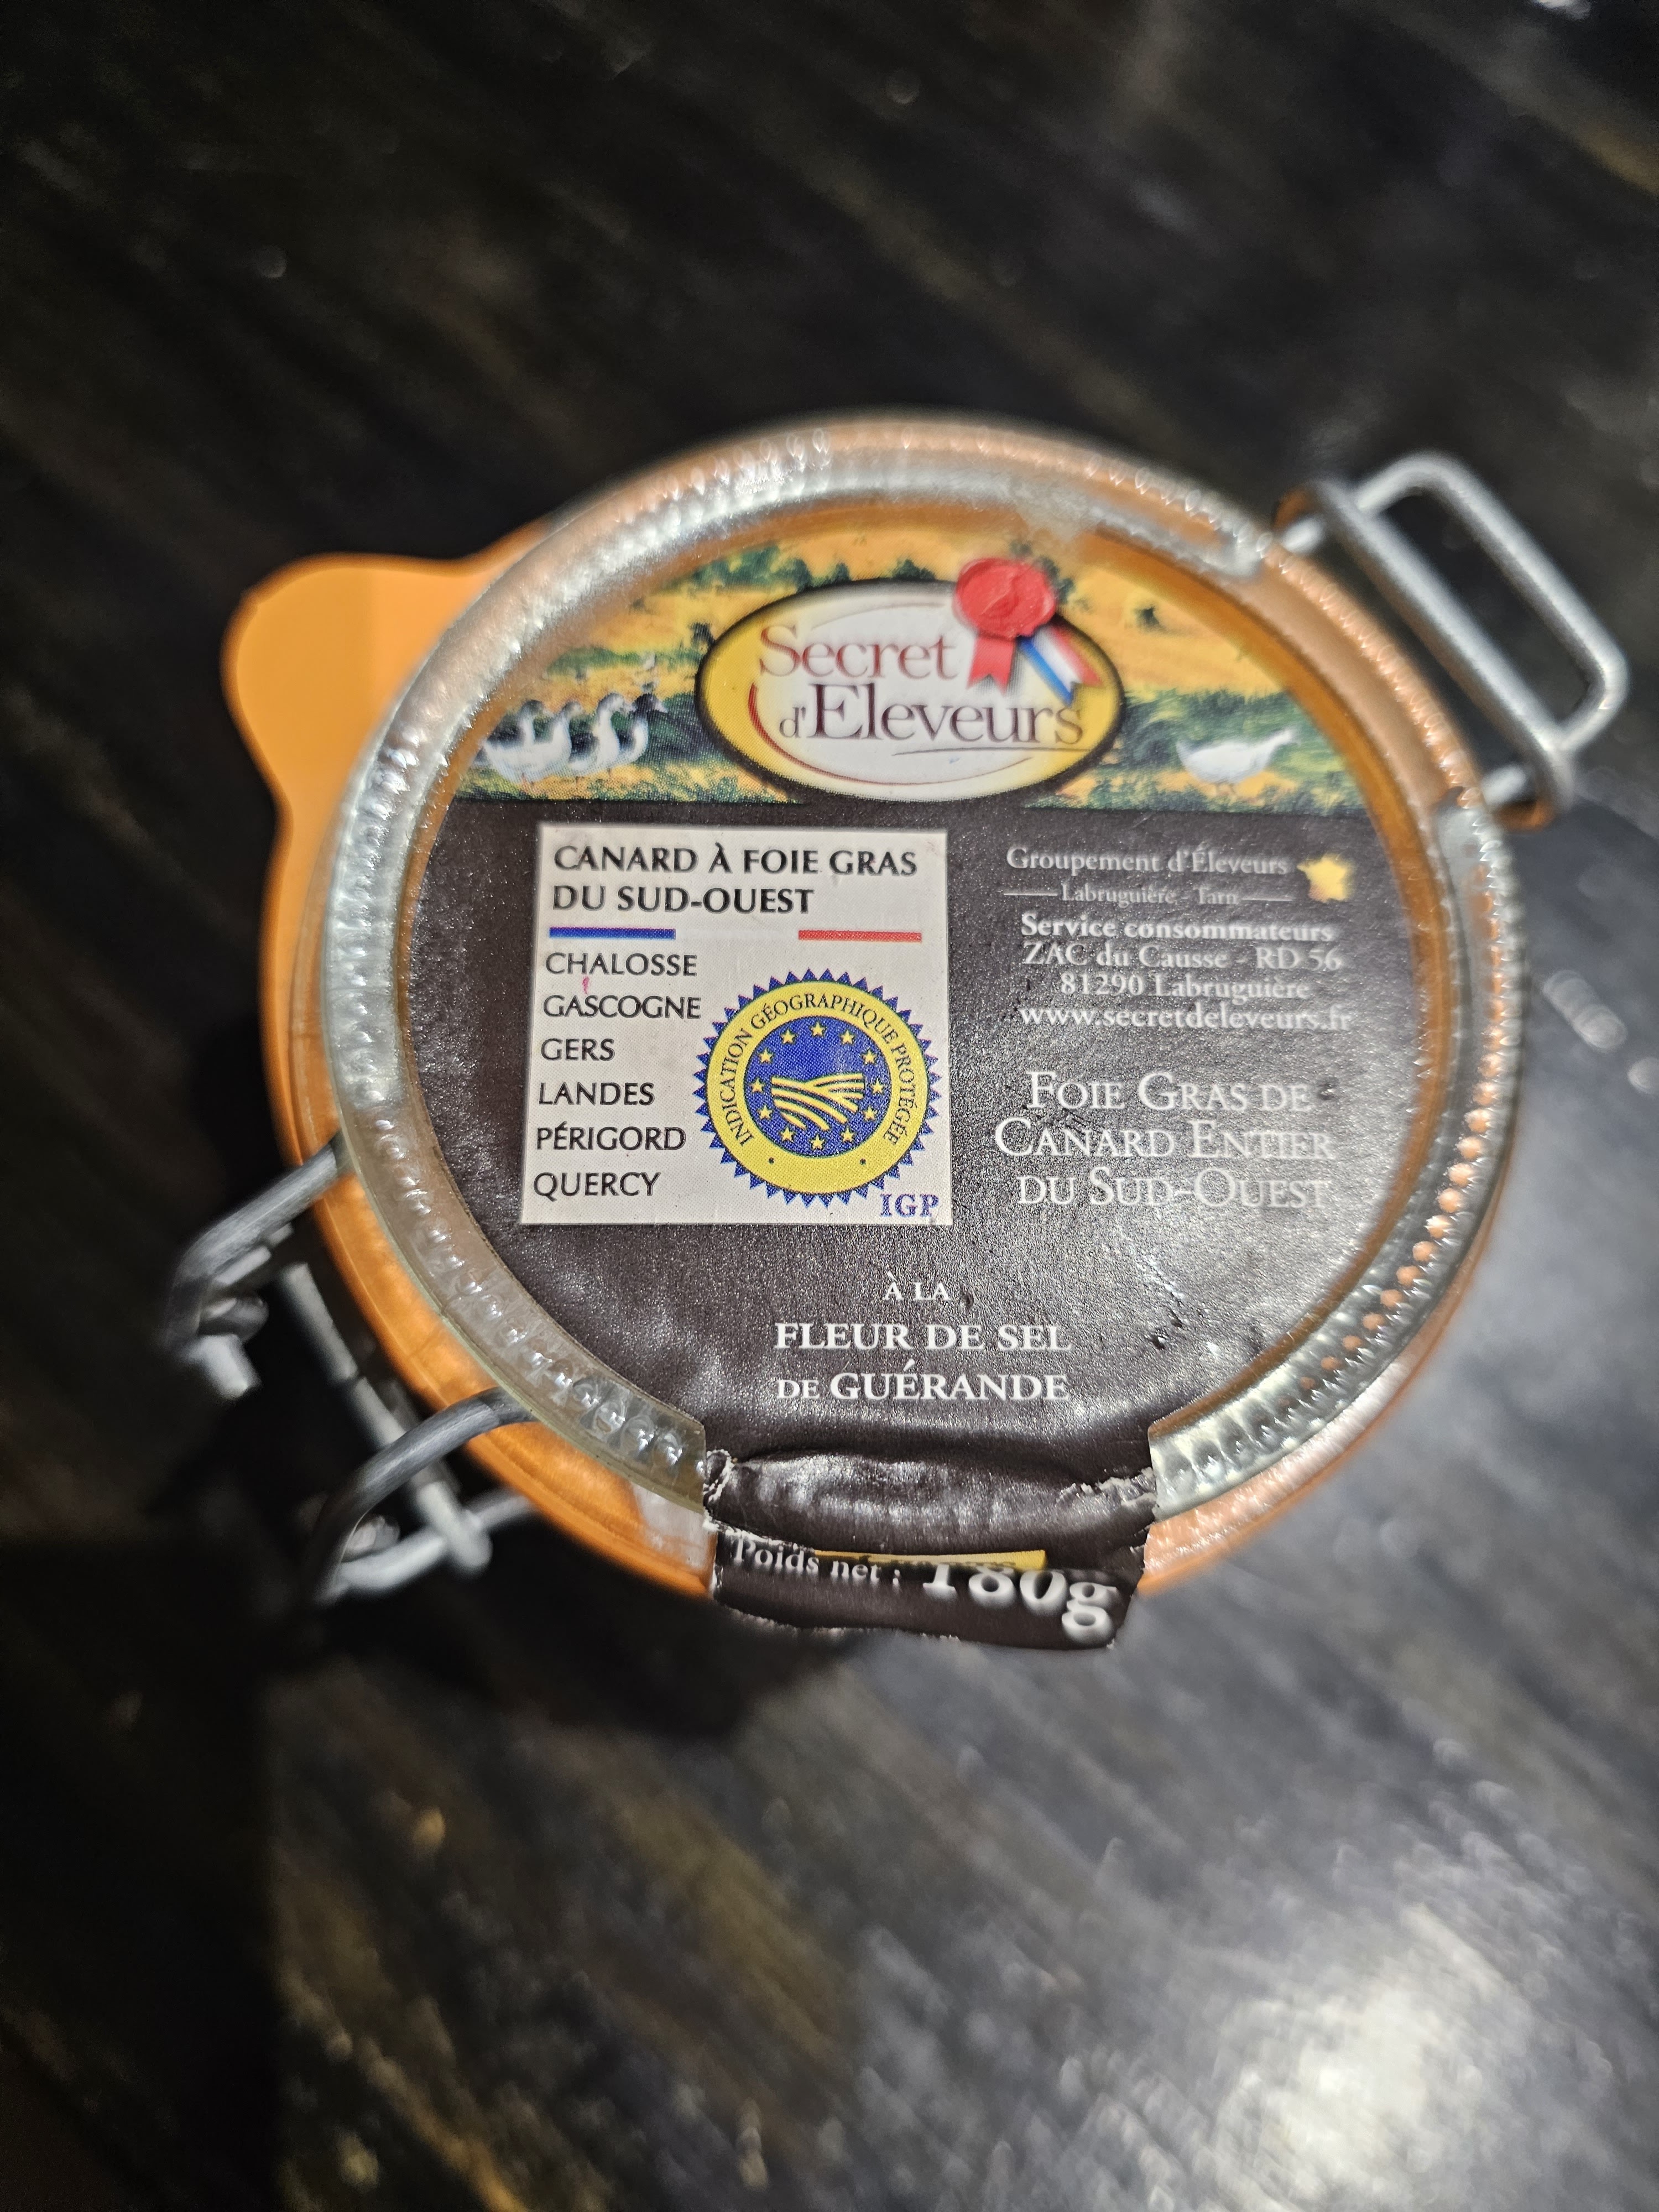 Secret
d'Eleveurs
CANARD À FOIE GRAS
DU SUD-OUEST
CHALOSSE
GASCOGNE
GERS
LANDES
PÉRIGORD
QUERCY
INDICATION GÉOGRAPHIQUE PROTÉGÉE
IGP
Groupement d'Éleveurs
Labruguière - Tarn
Service consommateurs
ZAC du Causse - RD 56
81290 Labruguière
www.secretdeleveurs.fr
FOIE GRAS DE
CANARD ENTIER
DU SUD-OUEST
À LA
FLEUR DE SEL
DE GUÉRANDE
Poids net : 180g